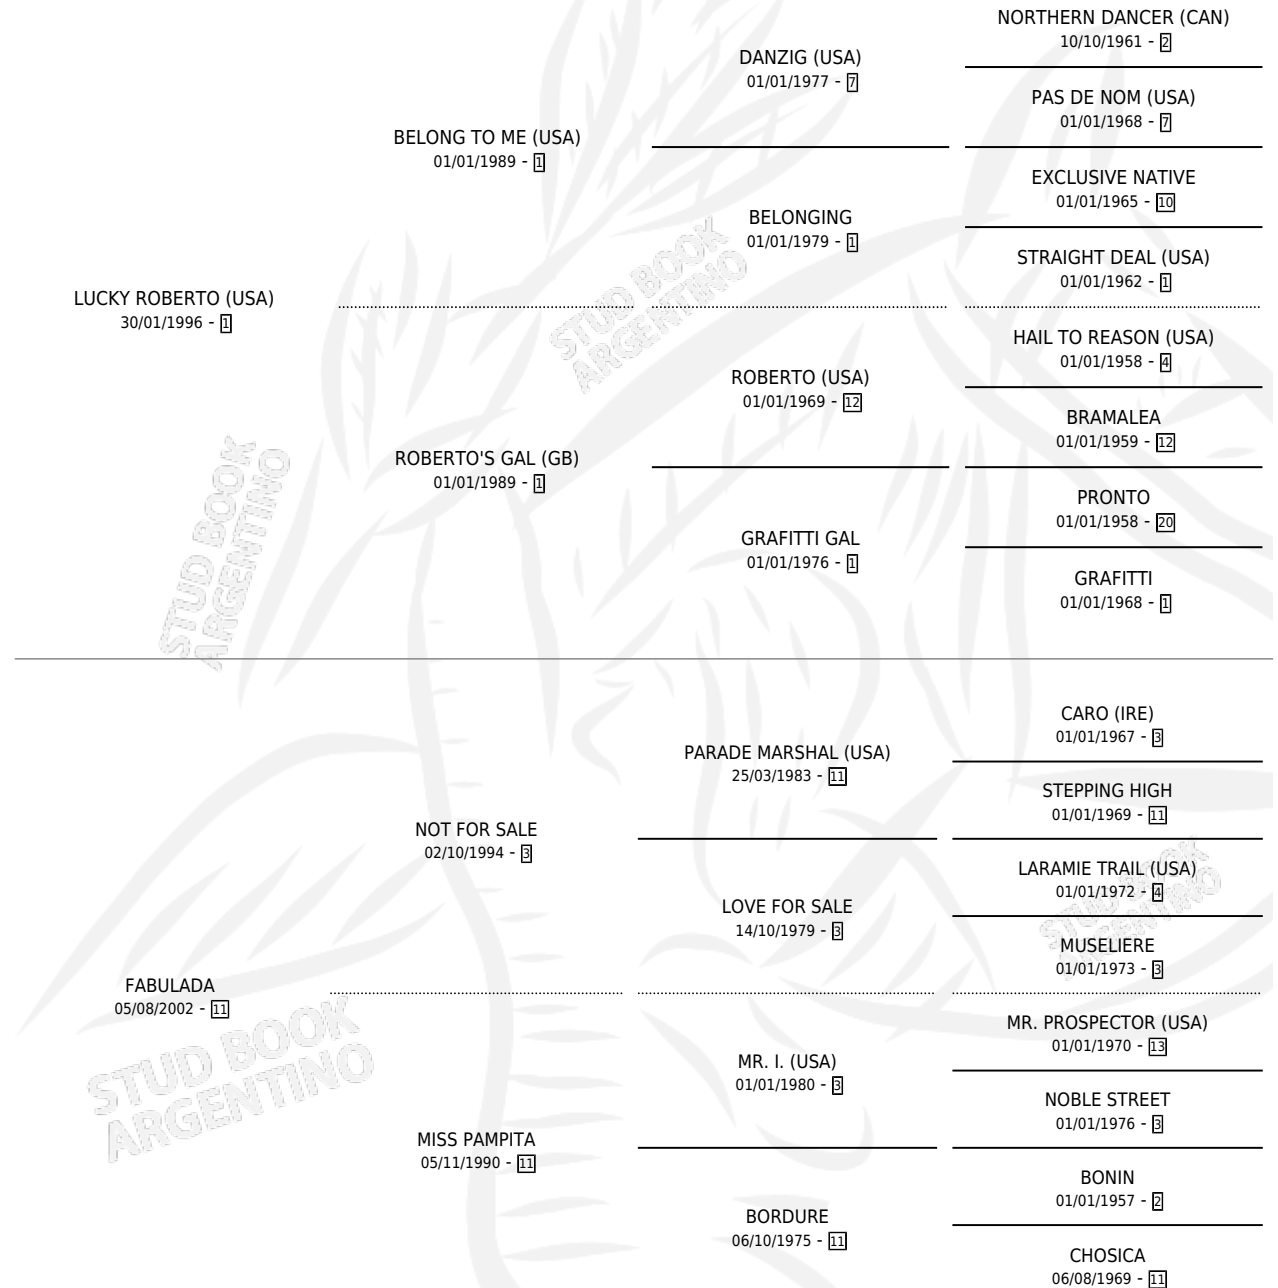 NORTHERN DANCER (CAN)
10/10/1961 - 2
DANZIG (USA)
01/01/1977 - 7
PAS DE NOM (USA)
01/01/1968 - 7
BELONG TO ME (USA)
01/01/1989 - 1
EXCLUSIVE NATIVE
01/01/1965 - 10
BELONGING
01/01/1979 - 1
STRAIGHT DEAL (USA)
01/01/1962 - 1
LUCKY ROBERTO (USA)
30/01/1996 - 1
HAIL TO REASON (USA)
01/01/1958 - 4
ROBERTO (USA)
01/01/1969 - 12
BRAMALEA
01/01/1959 - 12
ROBERTO'S GAL (GB)
01/01/1989 - 1
PRONTO
01/01/1958 - 20
GRAFITTI GAL
01/01/1976 - 1
GRAFITTI
01/01/1968 - 1
STUD BOOK
ARGENTINO
STUD BOOK
ARGENTINO
CARO (IRE)
01/01/1967 - 3
PARADE MARSHAL (USA)
25/03/1983 - 11
STEPPING HIGH
01/01/1969 - 11
NOT FOR SALE
02/10/1994 - 3
LARAMIE TRAIL (USA)
01/01/1972 - 4
LOVE FOR SALE
14/10/1979 - 3
MUSELIERE
01/01/1973 - 3
STUD BOOK
ARGENTINO
FABULADA
05/08/2002 - 11
MR. PROSPECTOR (USA)
01/01/1970 - 13
MR. I. (USA)
01/01/1980 - 3
NOBLE STREET
01/01/1976 - 3
STUD BOOK
ARGENTINO
MISS PAMPITA
05/11/1990 - 11
BONIN
01/01/1957 - 2
BORDURE
06/10/1975 - 11
CHOSICA
06/08/1969 - 11